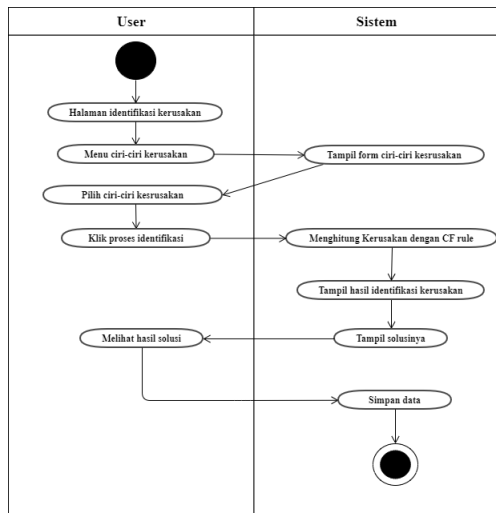 User
Sistem
Halaman identifikasi kerusakan
Menu ciri-ciri kerusakan
Tampil form ciri-ciri kesrusakan
Pilih ciri-ciri kesrusakan
Klik proses identifikasi
Menghitung Kerusakan dengan CF rule
Tampil hasil identifikasi kerusakan
Melihat hasil solusi
Tampil solusinya
Simpan data